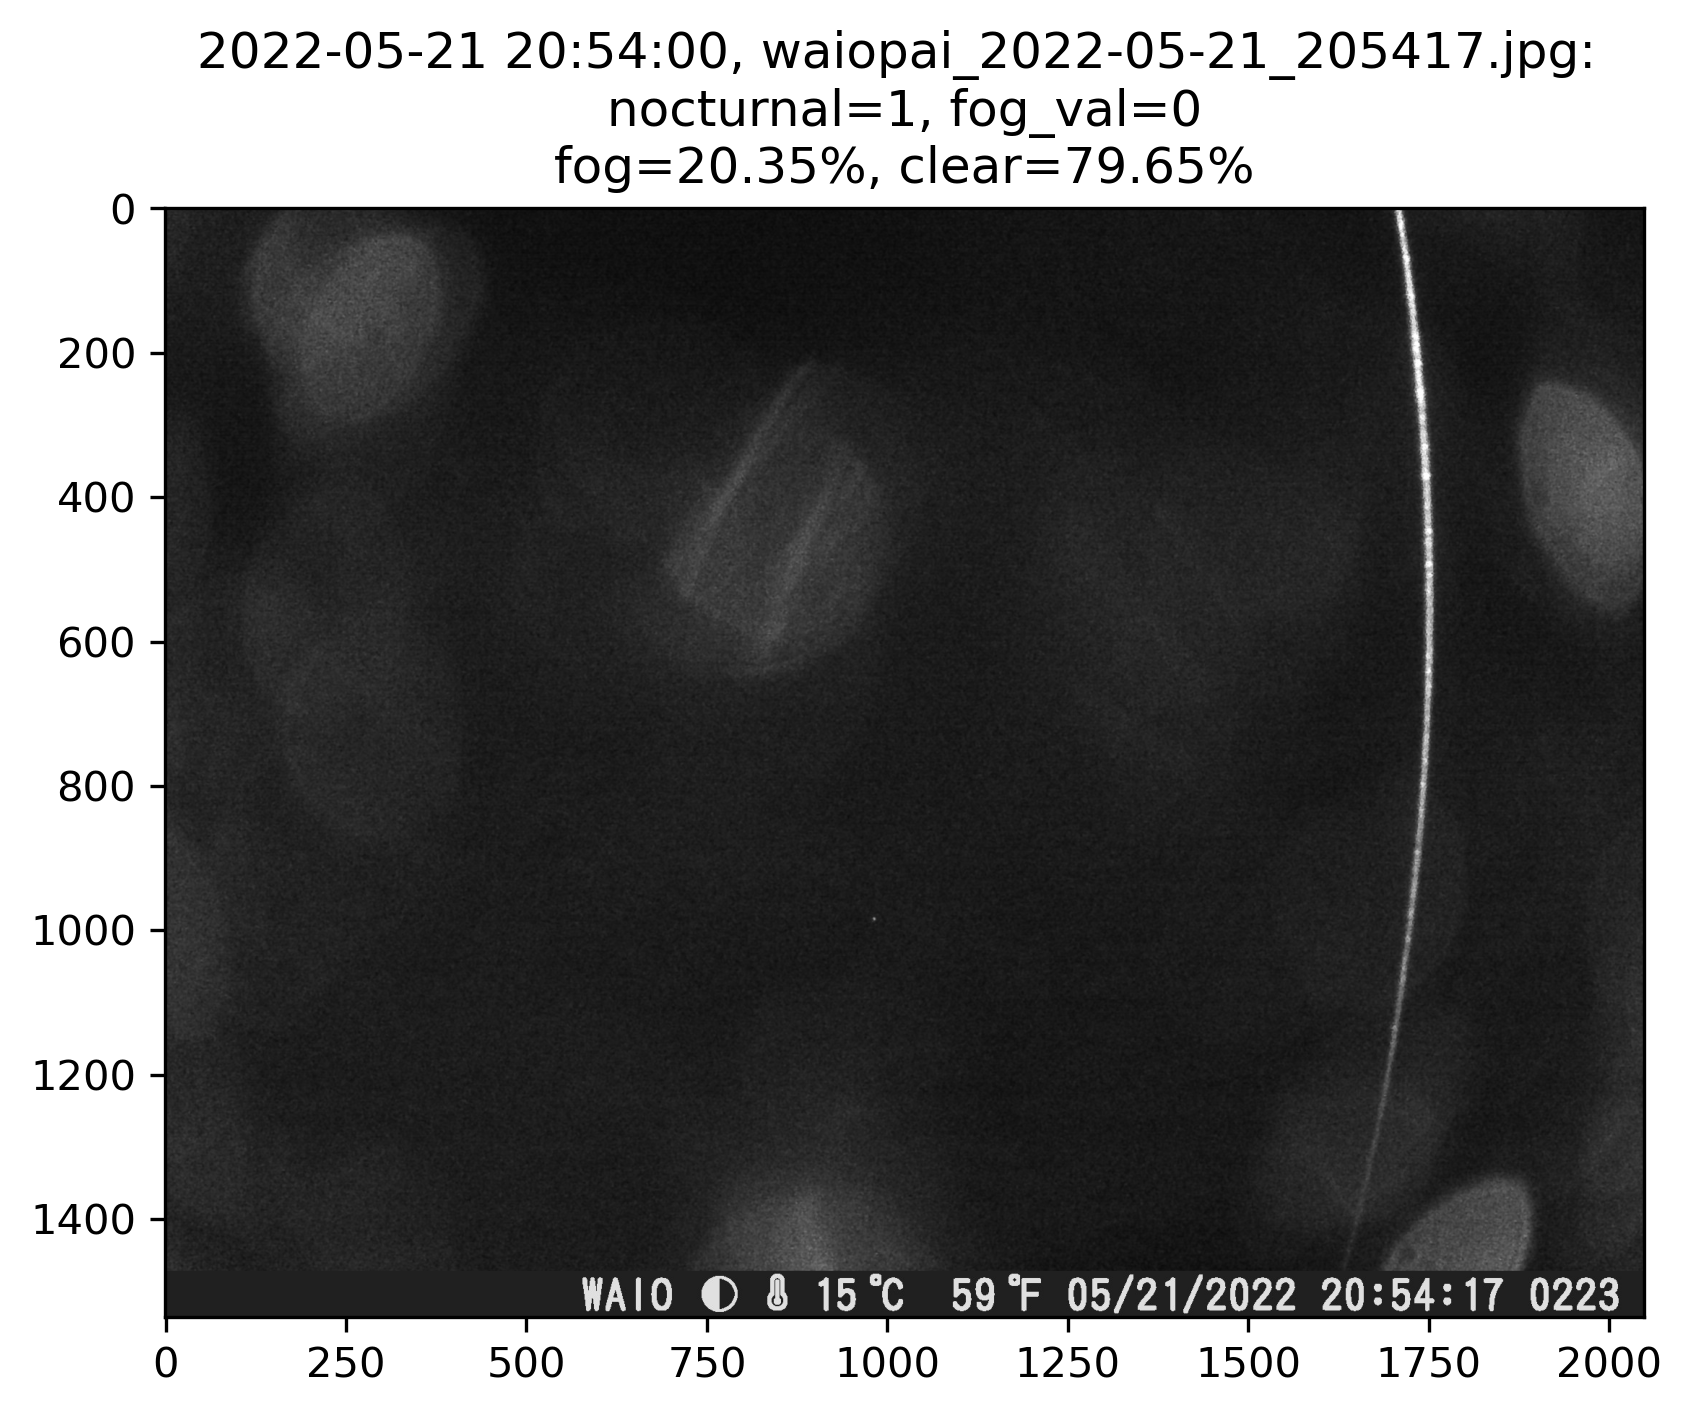 2022-05-21 20:54:00, waiopai_2022-05-21_205417.jpg:
nocturnal=1, fog_val=0
fog=20.35%, clear=79.65%
0
200
400
600
800
1000
1200
1400
WAIO 15°C 59°F 05/21/2022 20:54:17 0223
0 250 500 750 1000 1250 1500 1750 2000